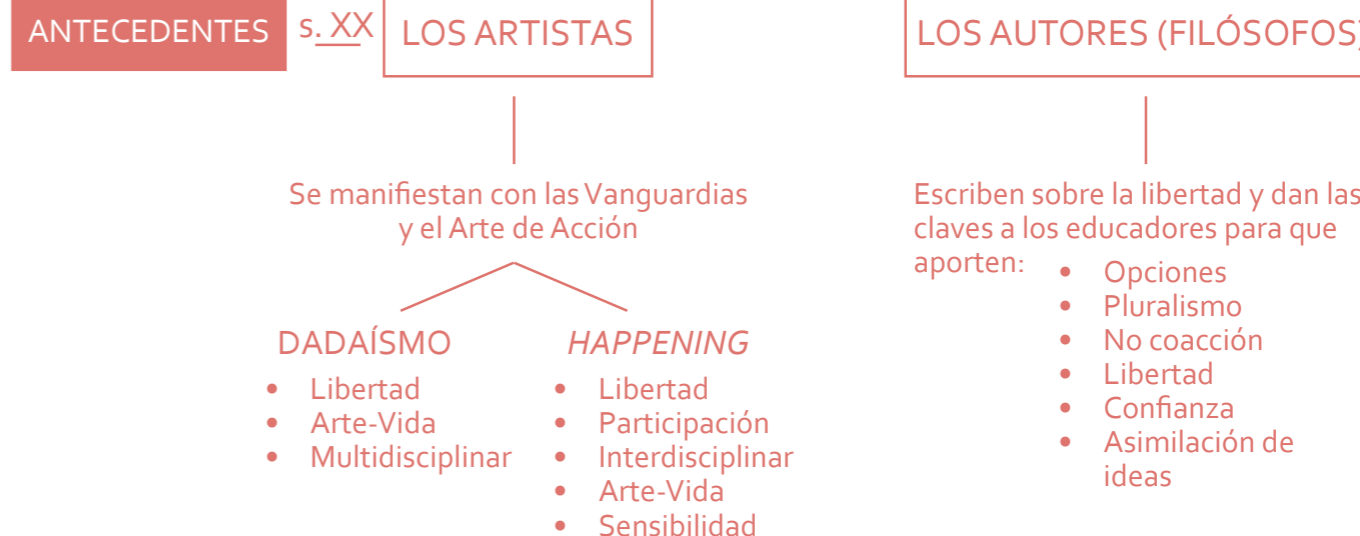 ANTECEDENTES s. XX LOS ARTISTAS
Se manifiestan con las Vanguardias
y el Arte de Acción
DADAÍSMO
• Libertad
• Arte-Vida
• Multidisciplinar
HAPPENING
• Libertad
• Participación
• Interdisciplinar
• Arte-Vida
• Sensibilidad
LOS AUTORES (FILÓSOFOS)
Escriben sobre la libertad y dan las
claves a los educadores para que
aporten:
• Opciones
• Pluralismo
• No coacción
• Libertad
• Confianza
• Asimilación de
ideas